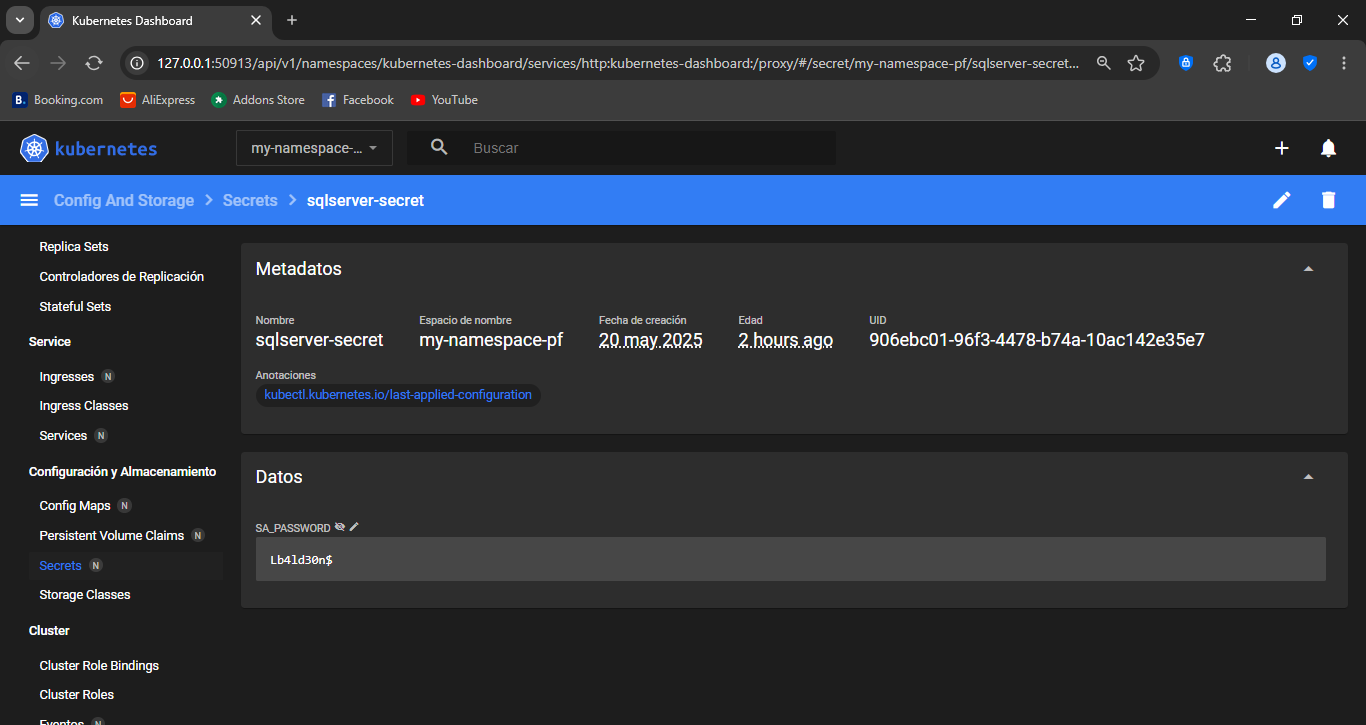 Kubernetes Dashboard
127.0.0.1:50913/api/v1/namespaces/kubernetes-dashboard/services/http:kubernetes-dashboard:/proxy/#/secret/my-namespace-pf/sqlserver-secret...
B. Booking.com AliExpress Addons Store Facebook YouTube
kubernetes my-namespace-... Buscar
Config And Storage > Secrets > sqlserver-secret
Replica Sets
Controladores de Replicación
Stateful Sets
Service
Ingresses N
Ingress Classes
Services N
Configuración y Almacenamiento
Config Maps N
Persistent Volume Claims N
Secrets N
Storage Classes
Cluster
Cluster Role Bindings
Cluster Roles
Eventos N
Metadatos
Nombre Espacio de nombre Fecha de creación Edad UID
sqlserver-secret my-namespace-pf 20 may 2025 2 hours ago 906ebc01-96f3-4478-b74a-10ac142e35e7
Anotaciones
kubectl.kubernetes.io/last-applied-configuration
Datos
SA_PASSWORD
Lb4ld30n$